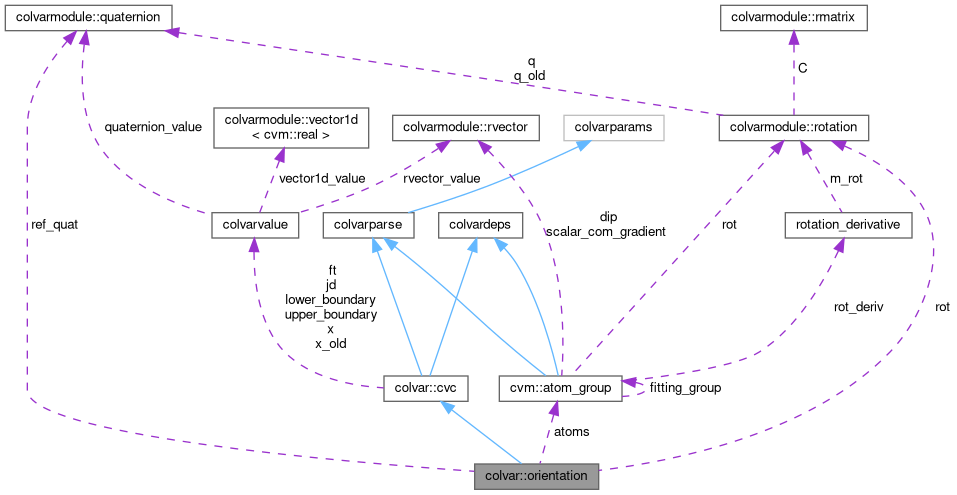 colvarmodule::quaternion
colvarmodule::rmatrix
q
q_old
C
colvarmodule::vector1d
< cvm::real >
colvarmodule::rvector
colvarparams
colvarmodule::rotation
quaternion_value
vector1d_value
rvector_value
m_rot
ref_quat
colvarvalue
colvarparse
colvardeps
dip
scalar_com_gradient
rot
rotation_derivative
ft
jd
lower_boundary
upper_boundary
x
x_old
rot_deriv
rot
colvar::cvc
cvm::atom_group
fitting_group
atoms
colvar::orientation